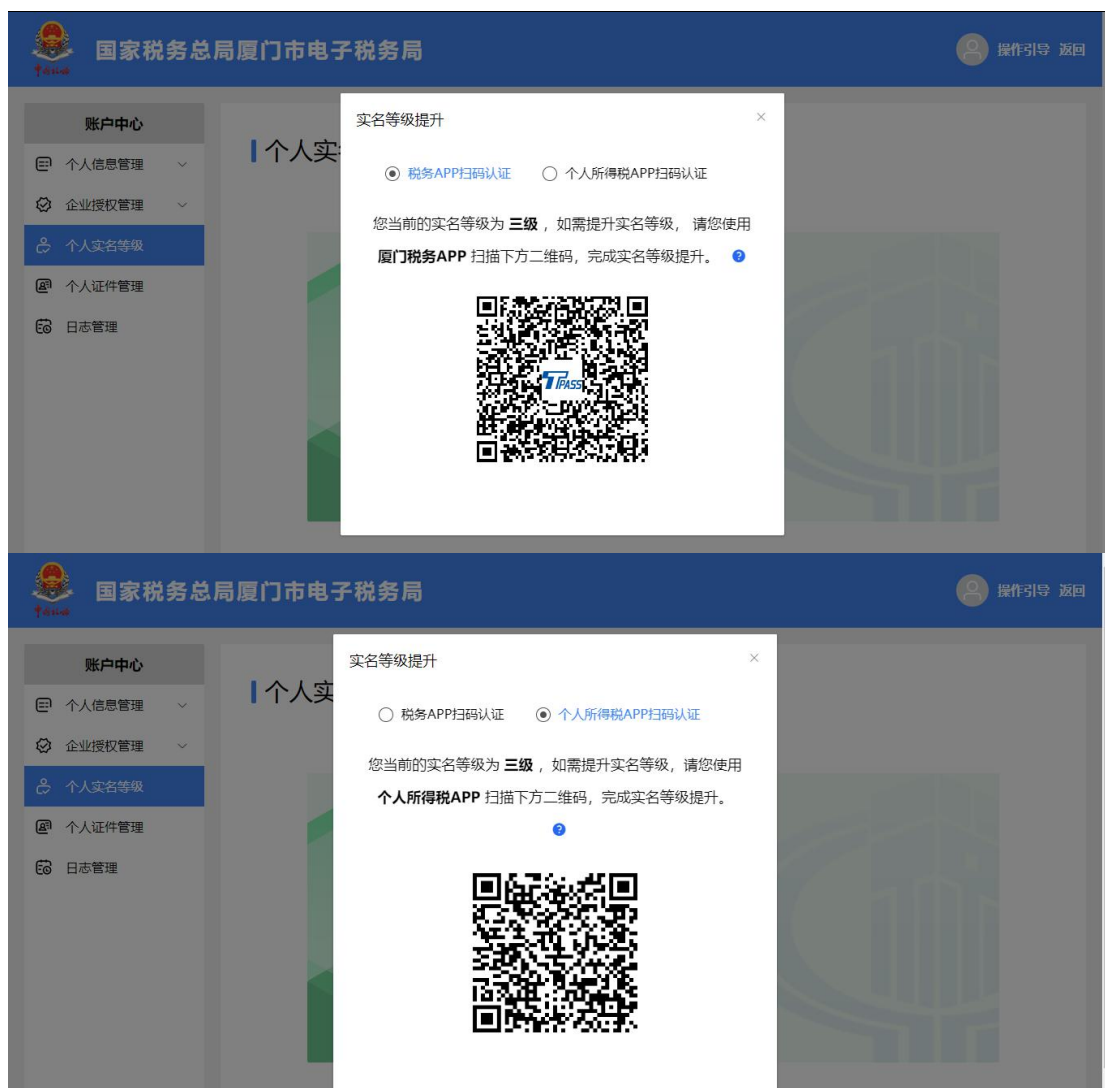 国家税务总局厦门市电子税务局
操作引导 返回
账户中心
个人信息管理
企业授权管理
个人实名等级
个人证件管理
日志管理
个人实
实名等级提升
税务APP扫码认证 个人所得税APP扫码认证
您当前的实名等级为 三级 ，如需提升实名等级， 请您使用
厦门税务APP 扫描下方二维码，完成实名等级提升。
TPASS
国家税务总局厦门市电子税务局
操作引导 返回
账户中心
个人信息管理
企业授权管理
个人实名等级
个人证件管理
日志管理
个人实
实名等级提升
税务APP扫码认证 个人所得税APP扫码认证
您当前的实名等级为 三级 ，如需提升实名等级，请您使用
个人所得税APP 扫描下方二维码，完成实名等级提升。